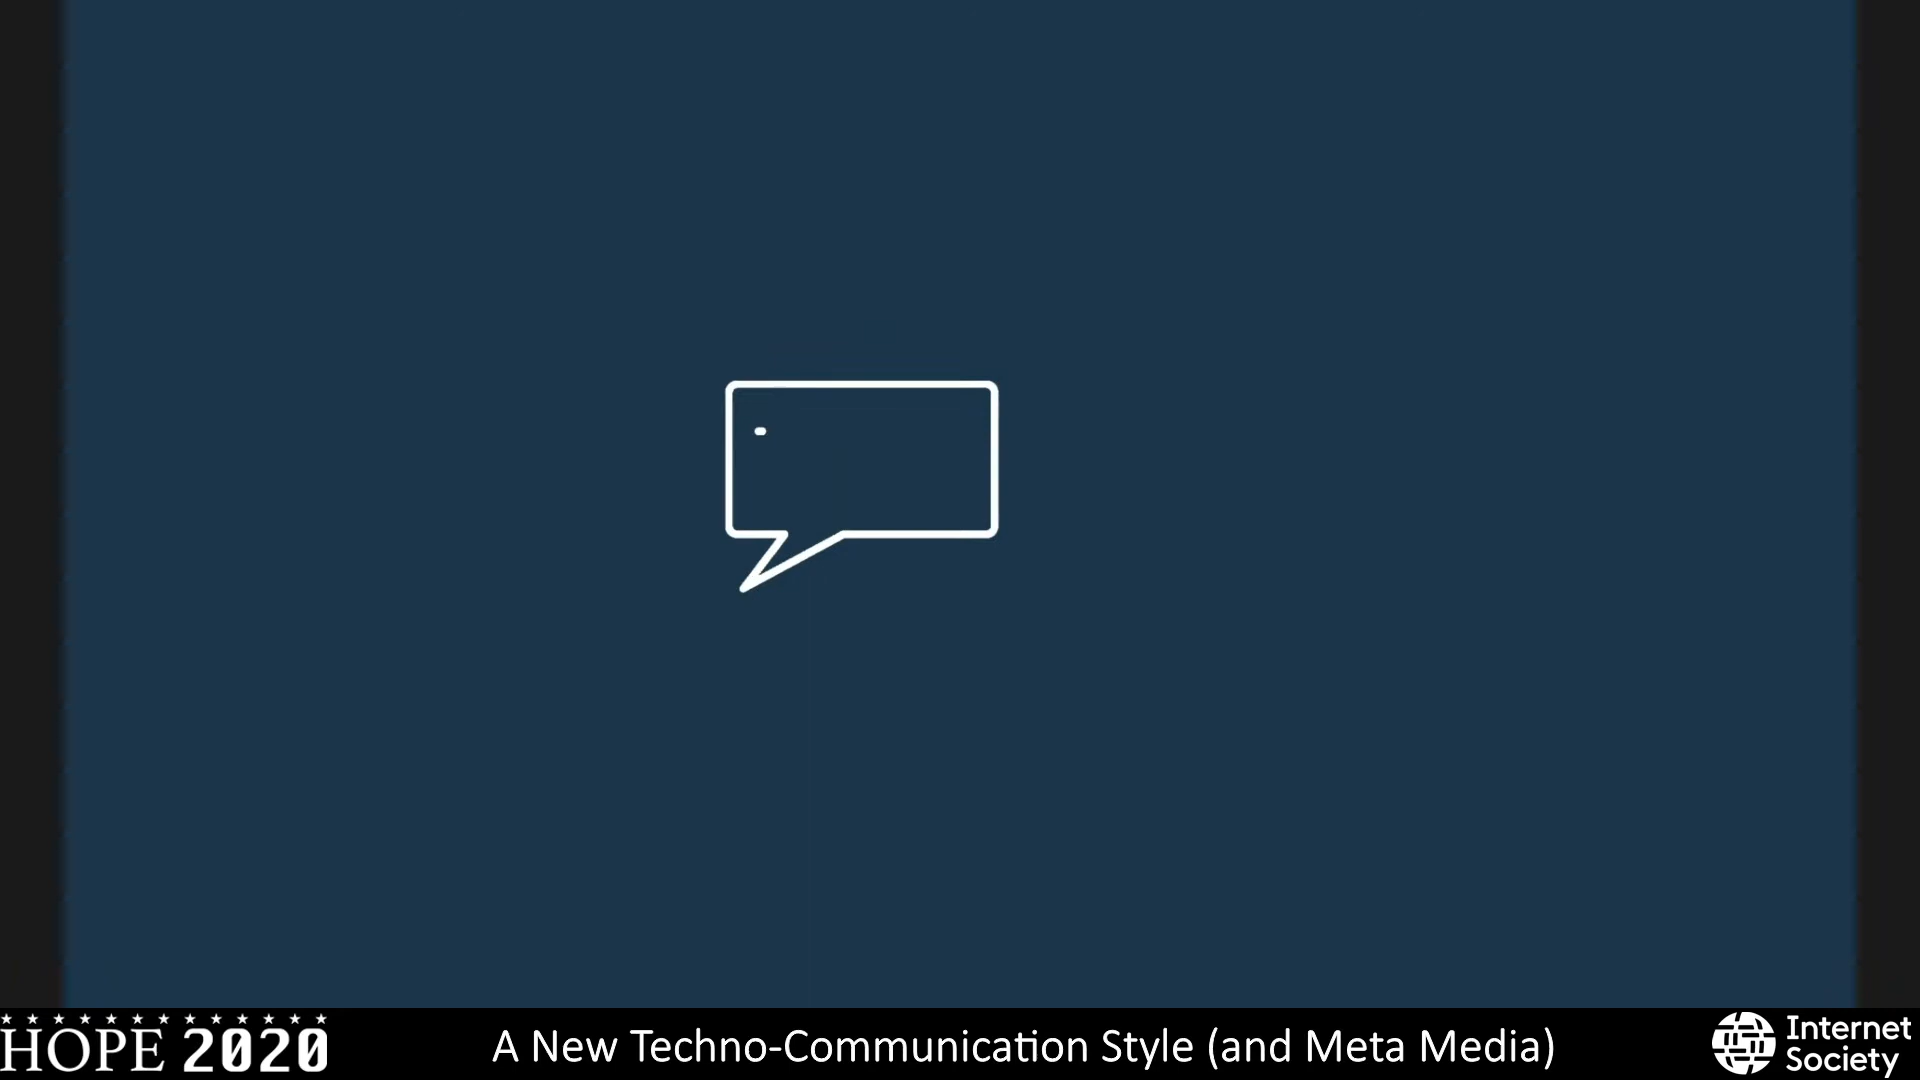 HOPE 2020
A New Techno-Communication Style (and Meta Media)
Internet
Society